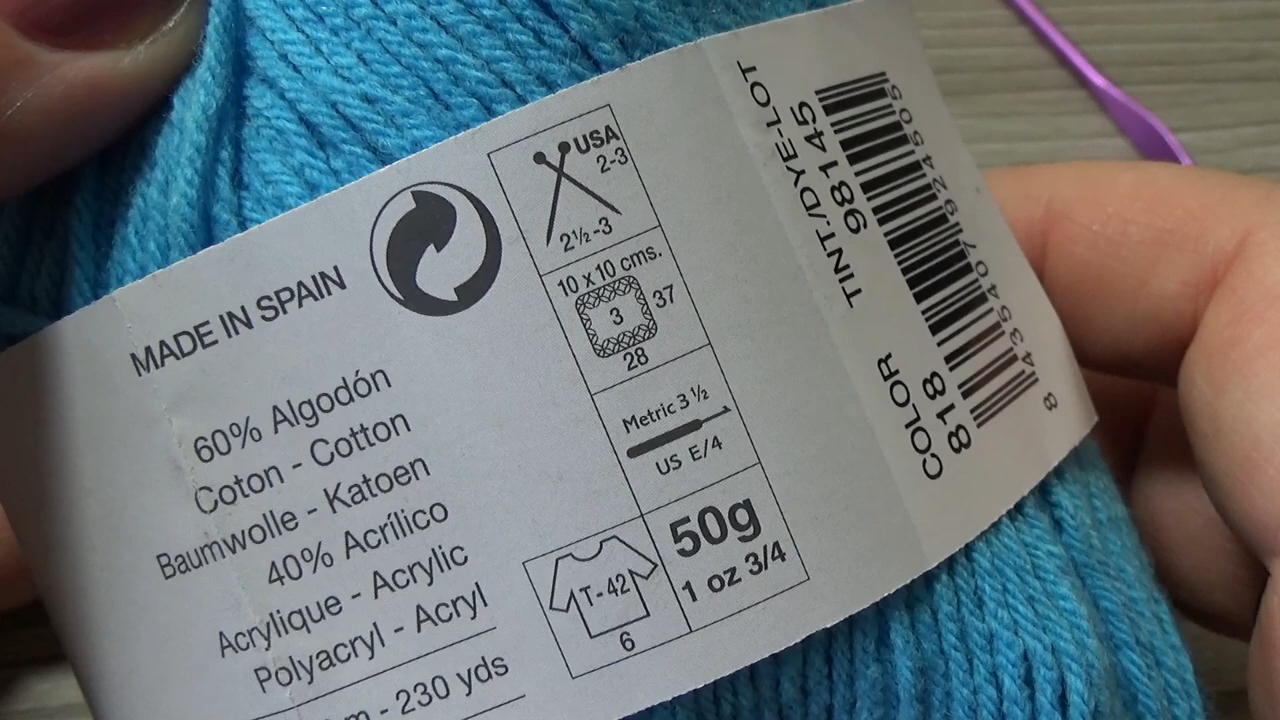 MADE IN SPAIN
60% Algodón
Coton - Cotton
Baumwolle - Katoen
40% Acrílico
Acrylique - Acrylic
Polyacryl - Acryl
m - 230 yds
USA
2-3
2½-3
10 x 10 cms.
3
37
28
Metric 3 ½
US E/4
50g
1 oz 3/4
T-42
6
TINT./DYE-LOT
98145
COLOR
818
8 435407 924505